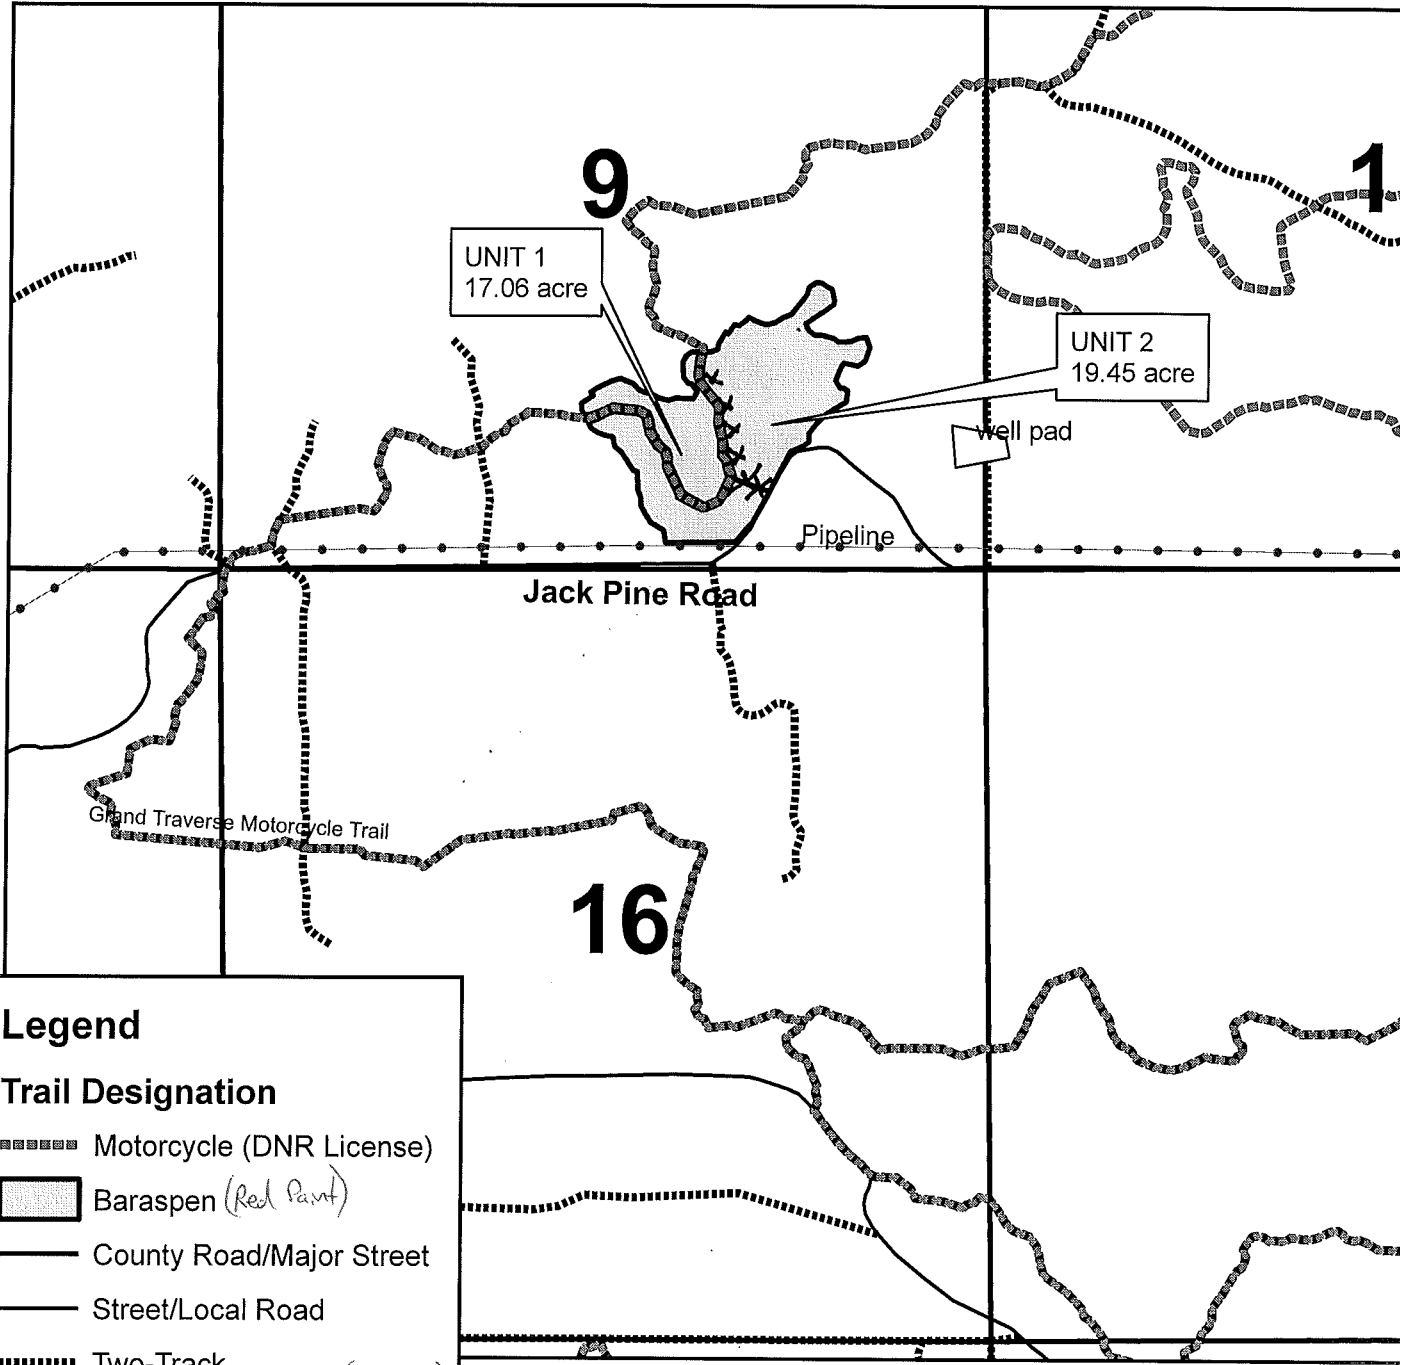 9
1
UNIT 1
17.06 acre
UNIT 2
19.45 acre
well pad
Pipeline
Jack Pine Road
Grand Traverse Motorcycle Trail
16
Legend
Trail Designation
Motorcycle (DNR License)
Baraspen (Red Paint)
County Road/Major Street
Street/Local Road
Two-Track